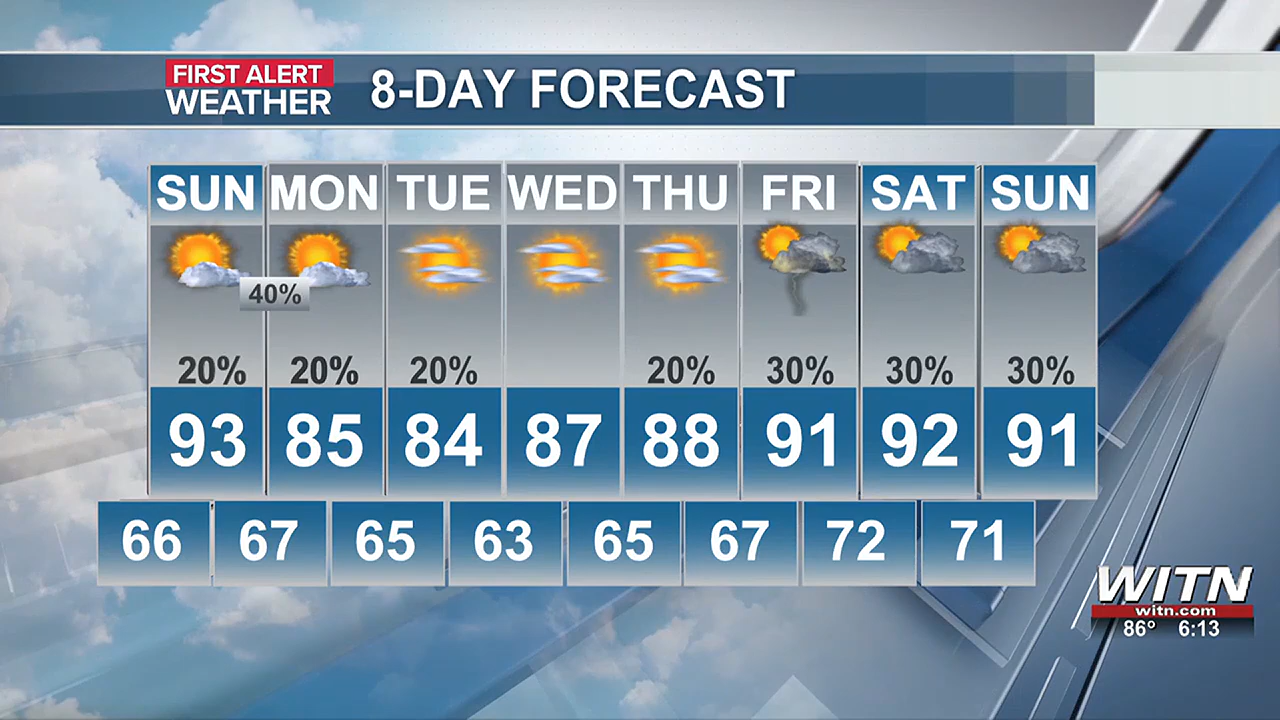 FIRST ALERT
WEATHER
8-DAY FORECAST
SUN MON TUE WED THU FRI SAT SUN
40%
20% 20% 20% 20% 30% 30% 30%
93 85 84 87 88 91 92 91
66 67 65 63 65 67 72 71
WITN
witn.com
86° 6:13